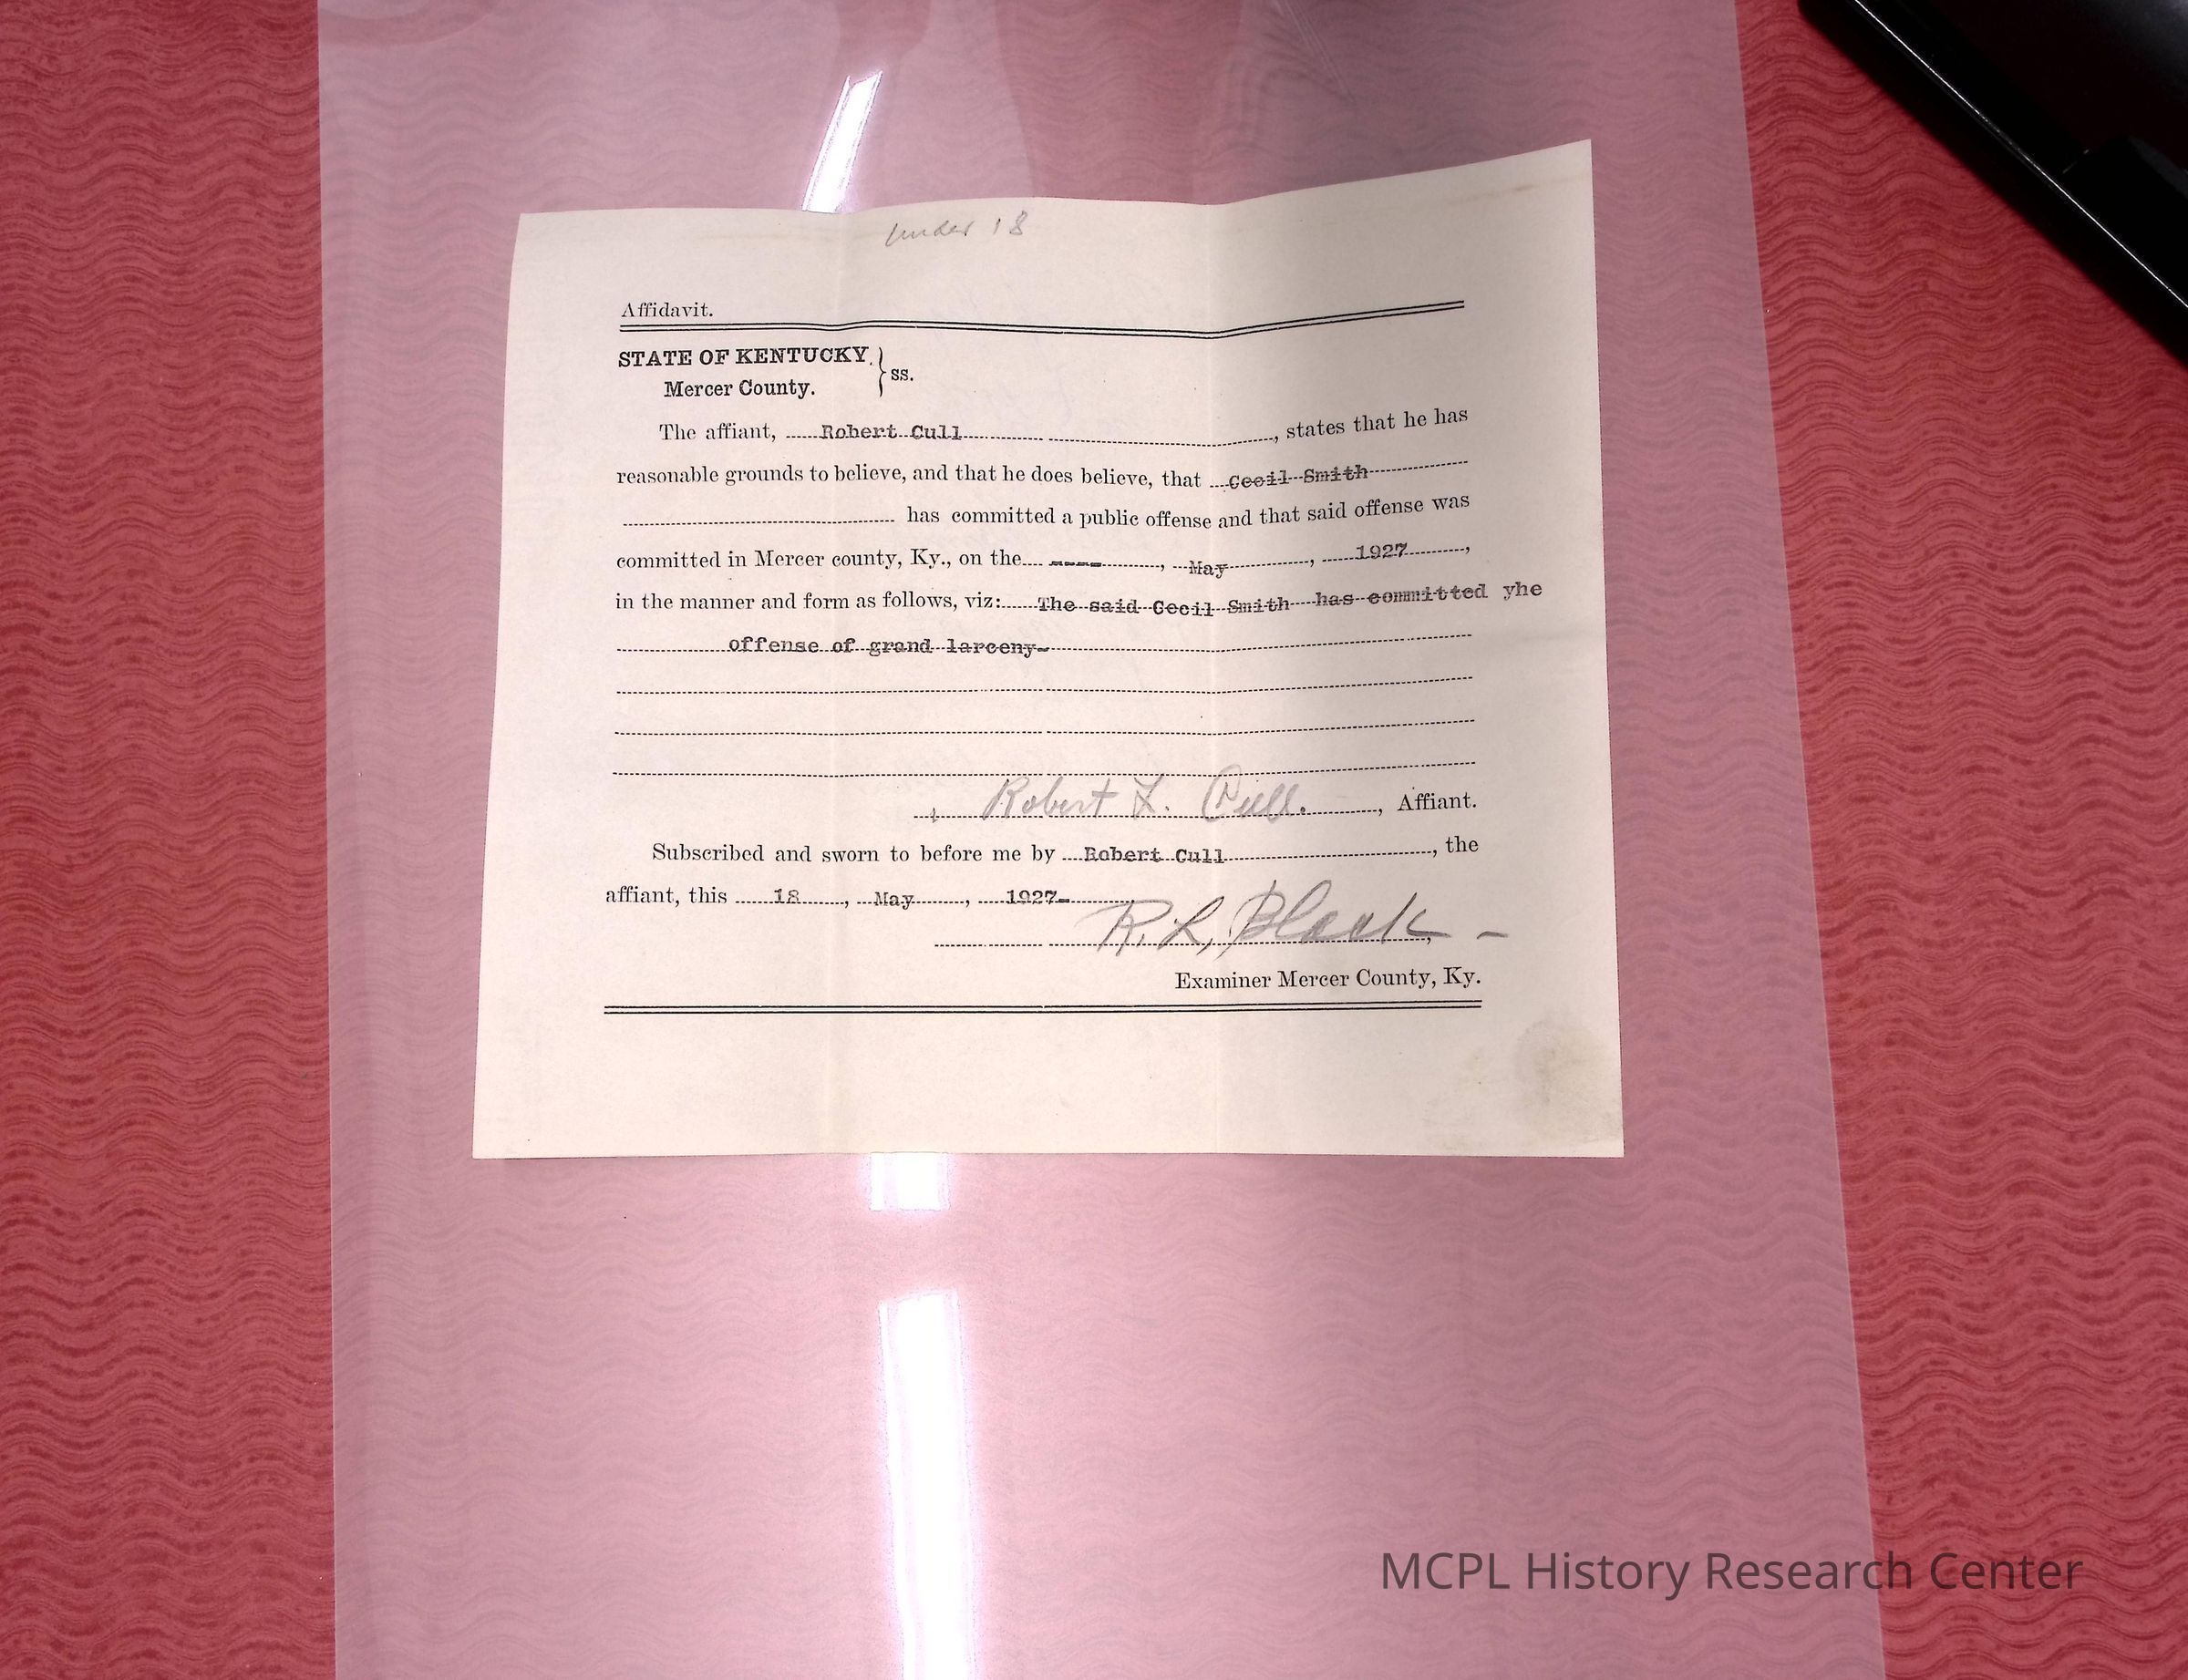 Under 18
Affidavit.
STATE OF KENTUCKY.
Mercer County. } ss.
The affiant, Robert Cull, states that he has
reasonable grounds to believe, and that he does believe, that Cecil Smith
has committed a public offense and that said offense was
committed in Mercer county, Ky., on the ----, May, 1927,
in the manner and form as follows, viz: The said Cecil Smith has committed yhe
offense of grand larceny-
Robert L. Cull., Affiant.
Subscribed and sworn to before me by Robert Cull, the
affiant, this 18, May, 1927-
R. L. Black -
Examiner Mercer County, Ky.
MCPL History Research Center